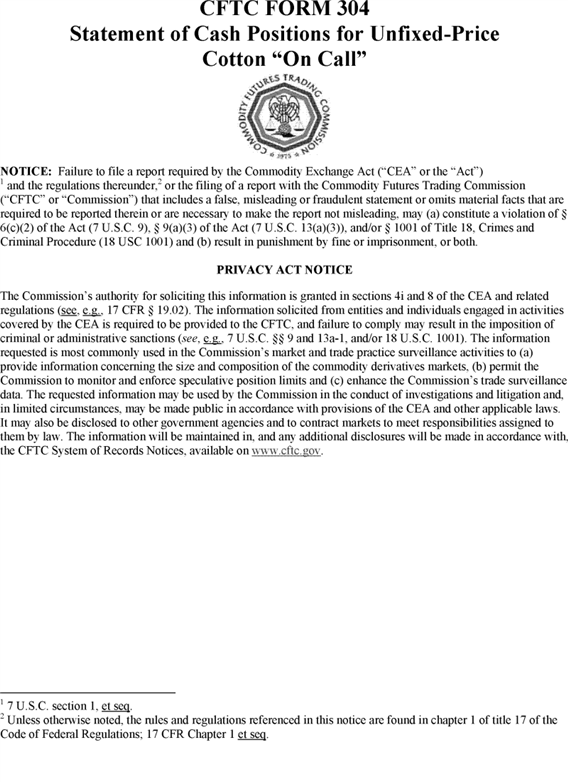 CFTC FORM 304
Statement of Cash Positions for Unfixed-Price
Cotton “On Call”
COMMODITY FUTURES TRADING COMMISSION
1975
NOTICE: Failure to file a report required by the Commodity Exchange Act (“CEA” or the “Act”)
1 and the regulations thereunder,2 or the filing of a report with the Commodity Futures Trading Commission
(“CFTC” or “Commission”) that includes a false, misleading or fraudulent statement or omits material facts that are
required to be reported therein or are necessary to make the report not misleading, may (a) constitute a violation of §
6(c)(2) of the Act (7 U.S.C. 9), § 9(a)(3) of the Act (7 U.S.C. 13(a)(3)), and/or § 1001 of Title 18, Crimes and
Criminal Procedure (18 USC 1001) and (b) result in punishment by fine or imprisonment, or both.
PRIVACY ACT NOTICE
The Commission’s authority for soliciting this information is granted in sections 4i and 8 of the CEA and related
regulations (see, e.g., 17 CFR § 19.02). The information solicited from entities and individuals engaged in activities
covered by the CEA is required to be provided to the CFTC, and failure to comply may result in the imposition of
criminal or administrative sanctions (see, e.g., 7 U.S.C. §§ 9 and 13a-1, and/or 18 U.S.C. 1001). The information
requested is most commonly used in the Commission’s market and trade practice surveillance activities to (a)
provide information concerning the size and composition of the commodity derivatives markets, (b) permit the
Commission to monitor and enforce speculative position limits and (c) enhance the Commission’s trade surveillance
data. The requested information may be used by the Commission in the conduct of investigations and litigation and,
in limited circumstances, may be made public in accordance with provisions of the CEA and other applicable laws.
It may also be disclosed to other government agencies and to contract markets to meet responsibilities assigned to
them by law. The information will be maintained in, and any additional disclosures will be made in accordance with,
the CFTC System of Records Notices, available on www.cftc.gov.
1 7 U.S.C. section 1, et seq.
2 Unless otherwise noted, the rules and regulations referenced in this notice are found in chapter 1 of title 17 of the
Code of Federal Regulations; 17 CFR Chapter 1 et seq.